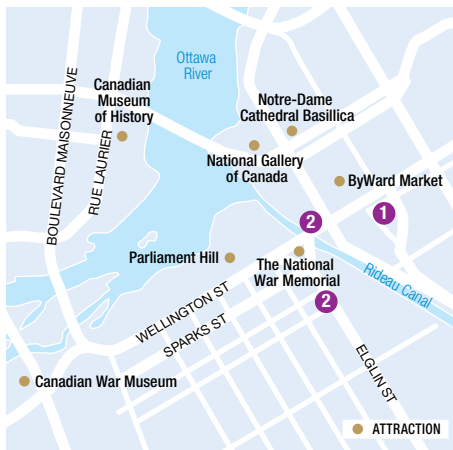 Ottawa
River
Canadian
Museum
of History
Notre-Dame
Cathedral Basillica
BOULEVARD MAISONNEUVE
RUE LAURIER
National Gallery
of Canada
ByWard Market
1
2
Parliament Hill
The National
War Memorial
Rideau Canal
2
WELLINGTON ST
SPARKS ST
ELGLIN ST
Canadian War Museum
ATTRACTION